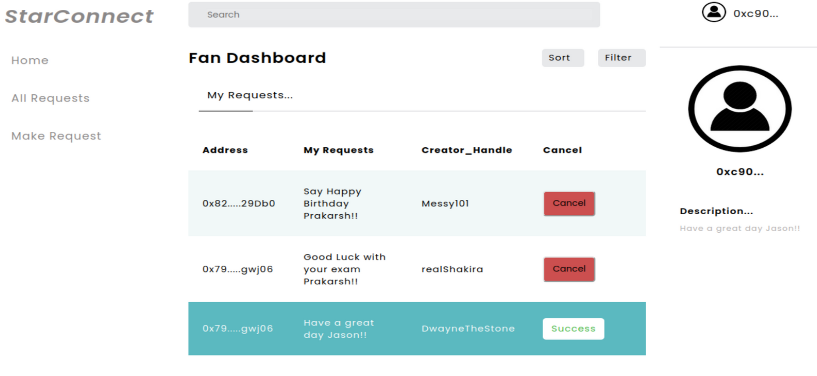 StarConnect
Home
All Requests
Make Request
Search
Fan Dashboard
Sort
Filter
My Requests...
Address
My Requests
Creator_Handle
Cancel
0x82.....29Db0
Say Happy
Birthday
Prakarsh!!
Messy101
Cancel
0x79.....gwj06
Good Luck with
your exam
Prakarsh!!
realShakira
Cancel
0x79.....gwj06
Have a great
day Jason!!
DwayneTheStone
Success
0xc90...
0xc90...
Description...
Have a great day Jason!!